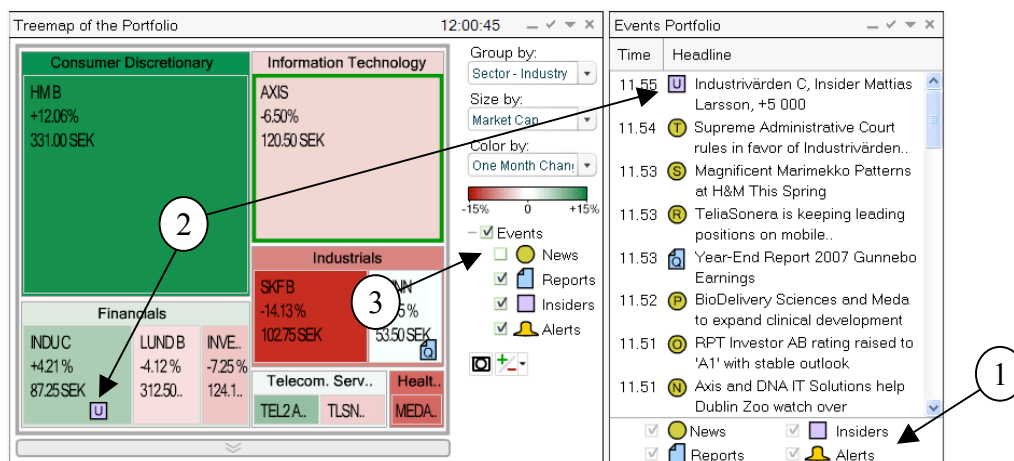 Treemap of the Portfolio 12:00:45
Consumer Discretionary
HM B
+12.06%
331.00 SEK
Information Technology
AXIS
-6.50%
120.50 SEK
Industrials
SKF B
-14.13%
102.75 SEK
53.50 SEK
Q
Financials
INDU C
+4.21 %
87.25 SEK
U
LUND B
-4.12 %
312.50..
INVE..
-7.25 %
124.1..
Telecom. Serv..
TEL2 A..
TLSN..
Healt..
MEDA..
2
3
Group by:
Sector - Industry
Size by:
Market Cap
Color by:
One Month Chang
-15% 0 +15%
Events
News
Reports
Insiders
Alerts
Events Portfolio
Time Headline
11.55 U Industrivärden C, Insider Mattias
Larsson, +5 000
11.54 T Supreme Administrative Court
rules in favor of Industrivärden..
11.53 S Magnificent Marimekko Patterns
at H&M This Spring
11.53 R TeliaSonera is keeping leading
positions on mobile..
11.53 Q Year-End Report 2007 Gunnebo
Earnings
11.52 P BioDelivery Sciences and Meda
to expand clinical development
11.51 O RPT Investor AB rating raised to
'A1' with stable outlook
11.51 N Axis and DNA IT Solutions help
Dublin Zoo watch over
News Insiders
Reports Alerts
1